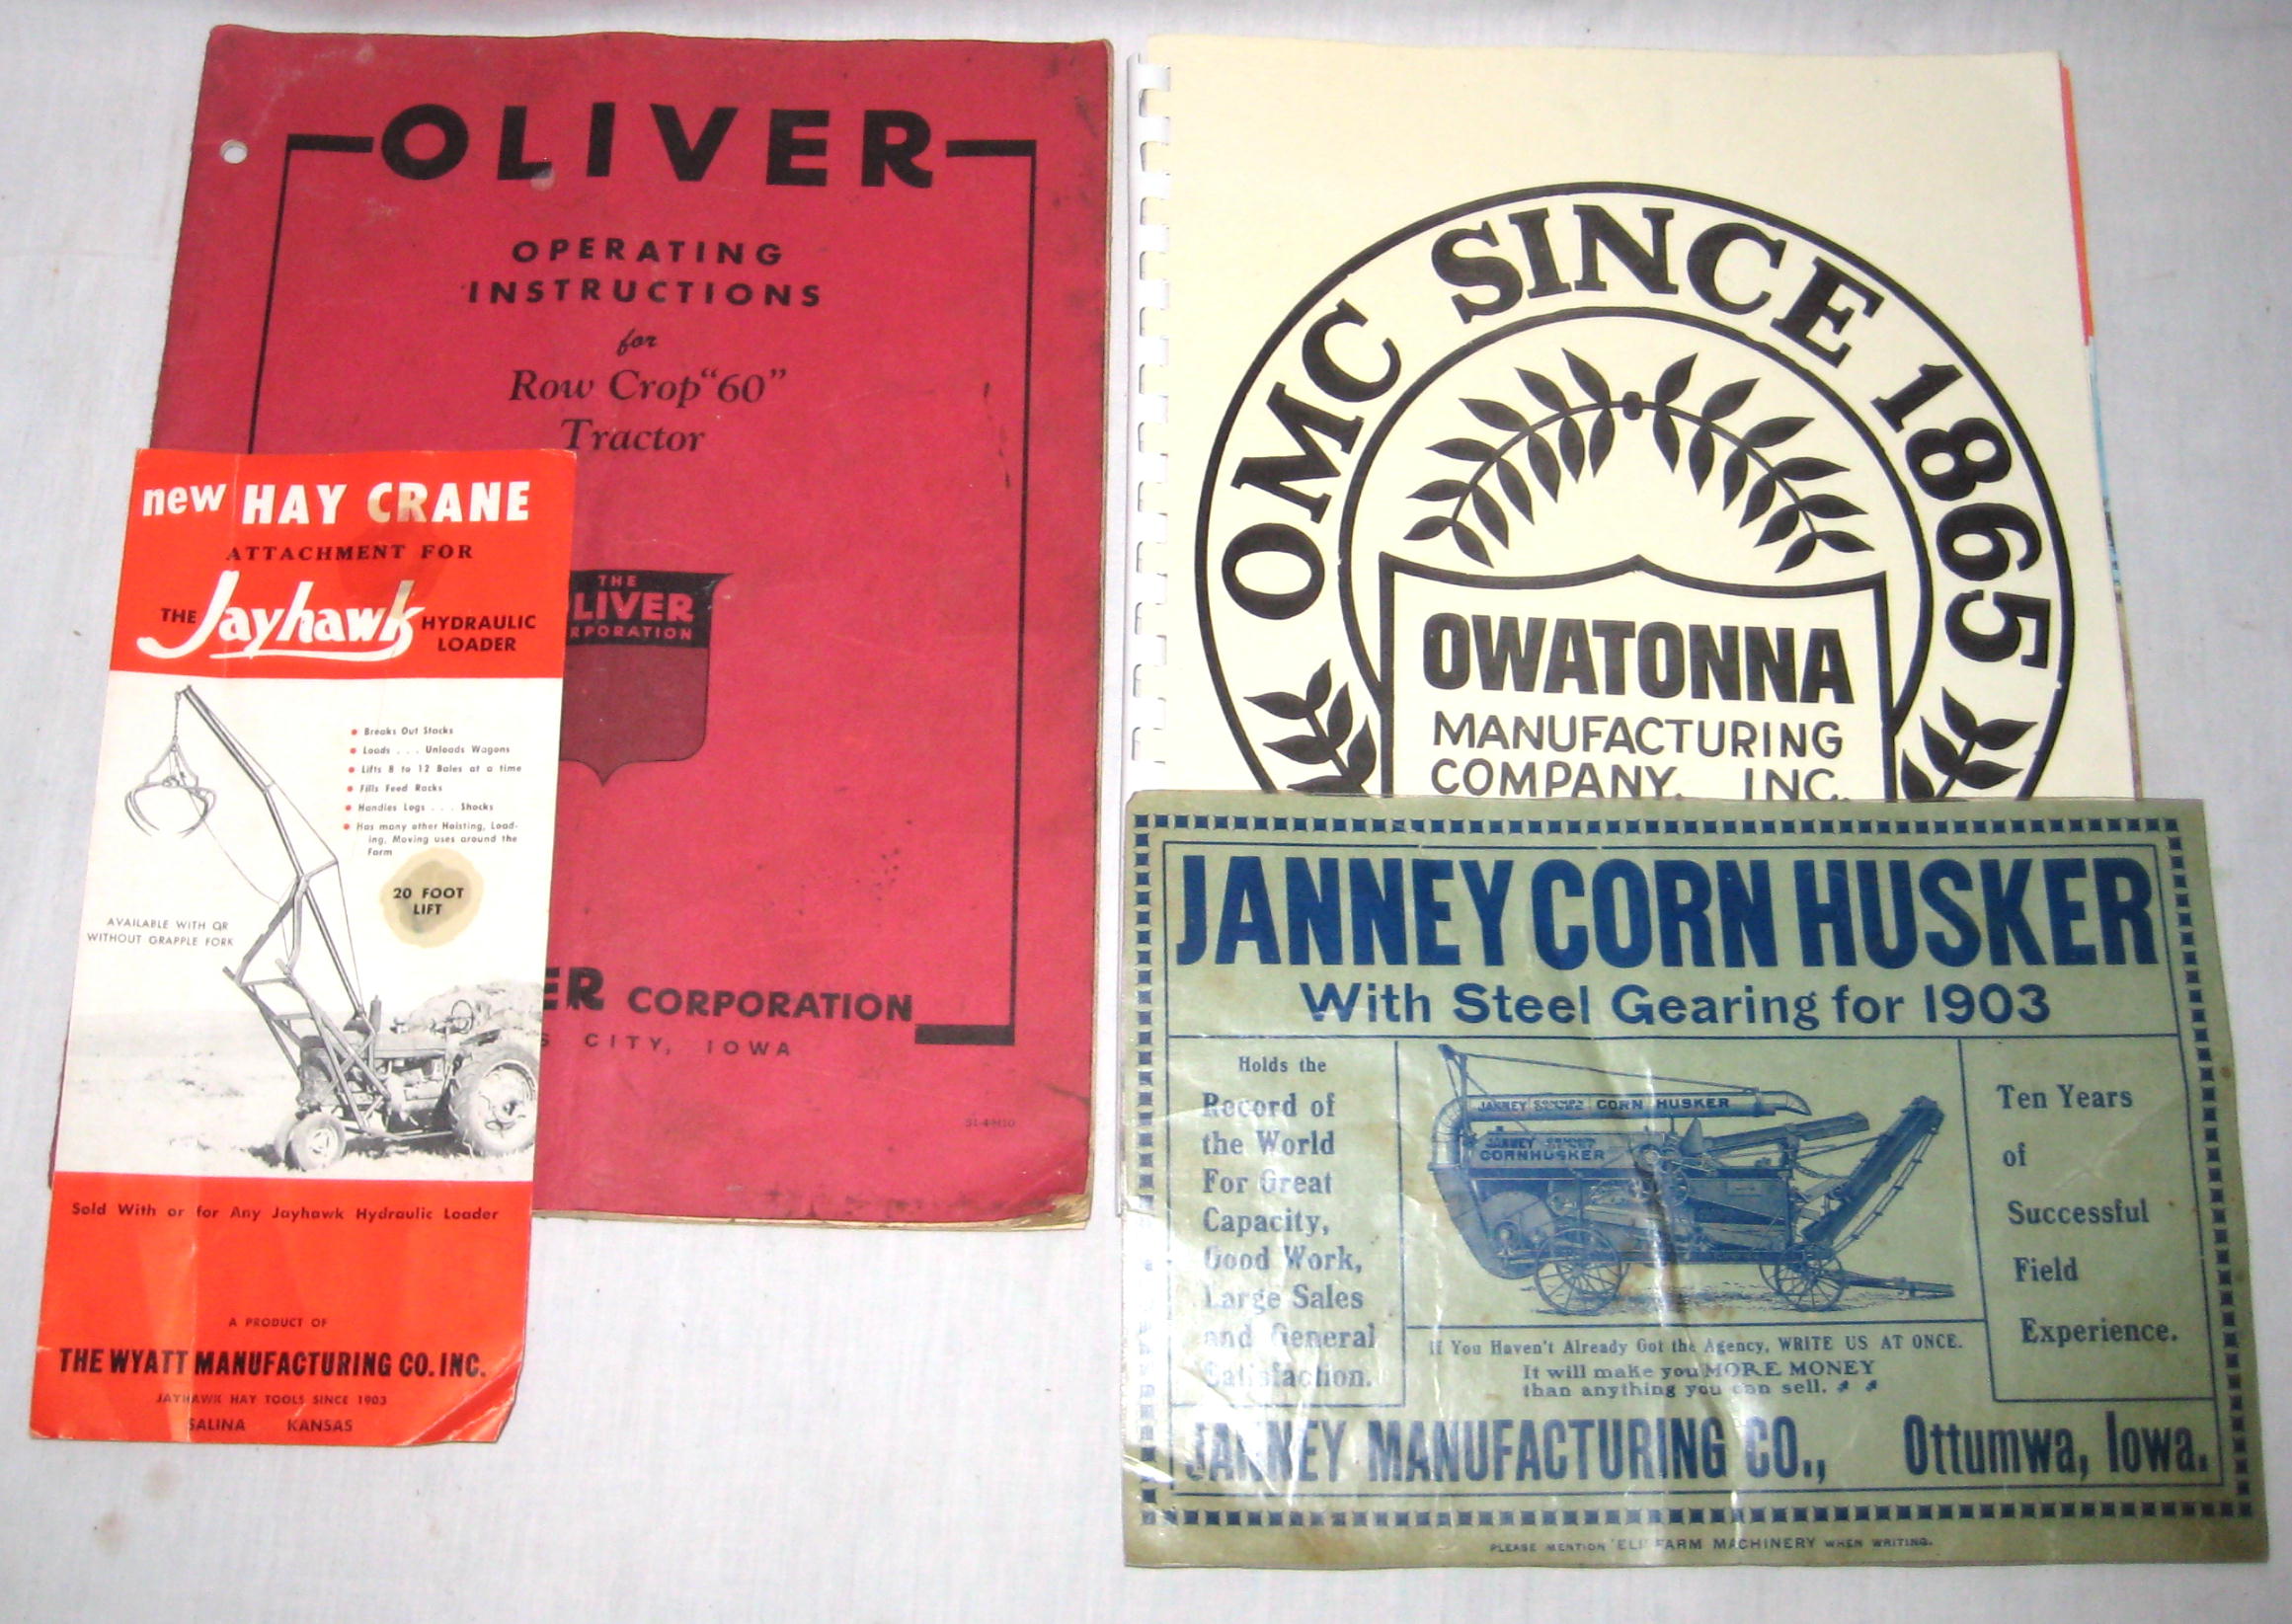 OLIVER
OPERATING
INSTRUCTIONS
for
Row Crop "60"
Tractor
THE
LIVER
RPORATION
ER CORPORATION
S CITY, IOWA
new HAY CRANE
ATTACHMENT FOR
THE Jayhawk HYDRAULIC
LOADER
• Breaks Out Stacks
• Loads . . . Unloads Wagons
• Lifts 8 to 12 Bales at a time
• Fills Feed Racks
• Handles Logs . . . Shocks
• Has many other Hoisting, Load-
ing, Moving uses around the
Farm
20 FOOT
LIFT
AVAILABLE WITH OR
WITHOUT GRAPPLE FORK
Sold With or for Any Jayhawk Hydraulic Loader
A PRODUCT OF
THE WYATT MANUFACTURING CO. INC.
JAYHAWK HAY TOOLS SINCE 1903
SALINA KANSAS
OMC SINCE 1865
OWATONNA
MANUFACTURING
COMPANY, INC.
JANNEY CORN HUSKER
With Steel Gearing for 1903
Holds the
Record of
the World
For Great
Capacity,
Good Work,
Large Sales
and General
Satisfaction.
JANNEY CORN HUSKER
JANNEY
CORNHUSKER
Ten Years
of
Successful
Field
Experience.
If You Haven't Already Got the Agency, WRITE US AT ONCE.
It will make you MORE MONEY
than anything you can sell.
JANNEY MANUFACTURING CO., Ottumwa, Iowa.
PLEASE MENTION "ELI" FARM MACHINERY WHEN WRITING.